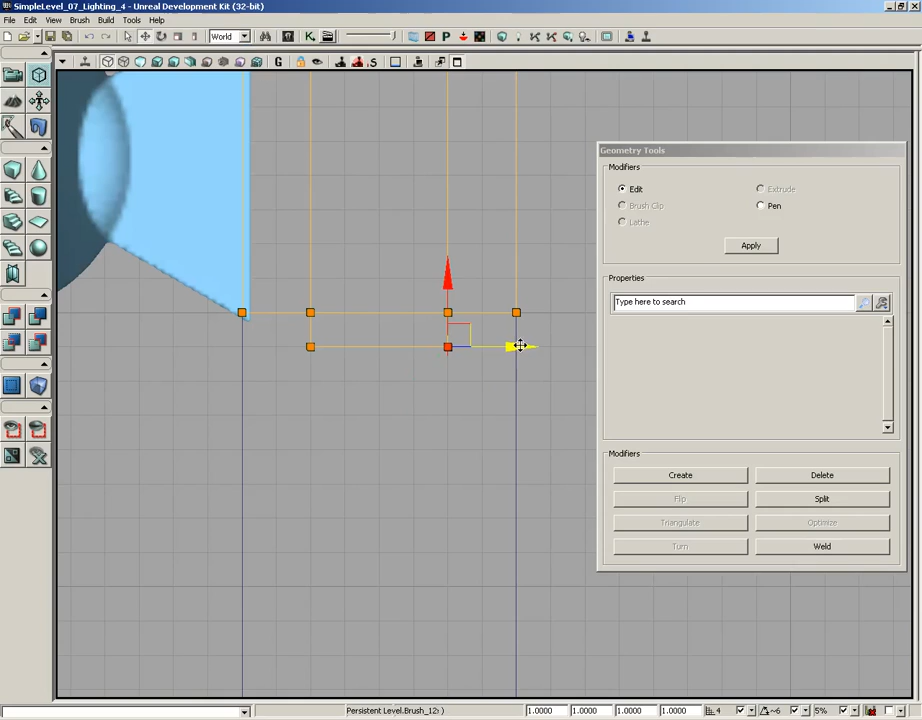 SimpleLevel_07_Lighting_4 - Unreal Development Kit (32-bit)
File Edit View Brush Build Tools Help
World
K
P
G
S
Geometry Tools
Modifiers
Edit
Extrude
Brush Clip
Pen
Lathe
Apply
Properties
Type here to search
Modifiers
Create
Delete
Flip
Split
Triangulate
Optimize
Turn
Weld
Persistent Level.Brush_12( )
1.0000 1.0000 1.0000 1.0000
4
~6
5%